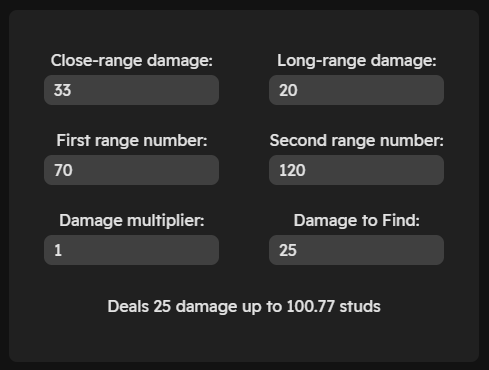 Close-range damage: Long-range damage:
33 20
First range number: Second range number:
70 120
Damage multiplier: Damage to Find:
1 25
Deals 25 damage up to 100.77 studs